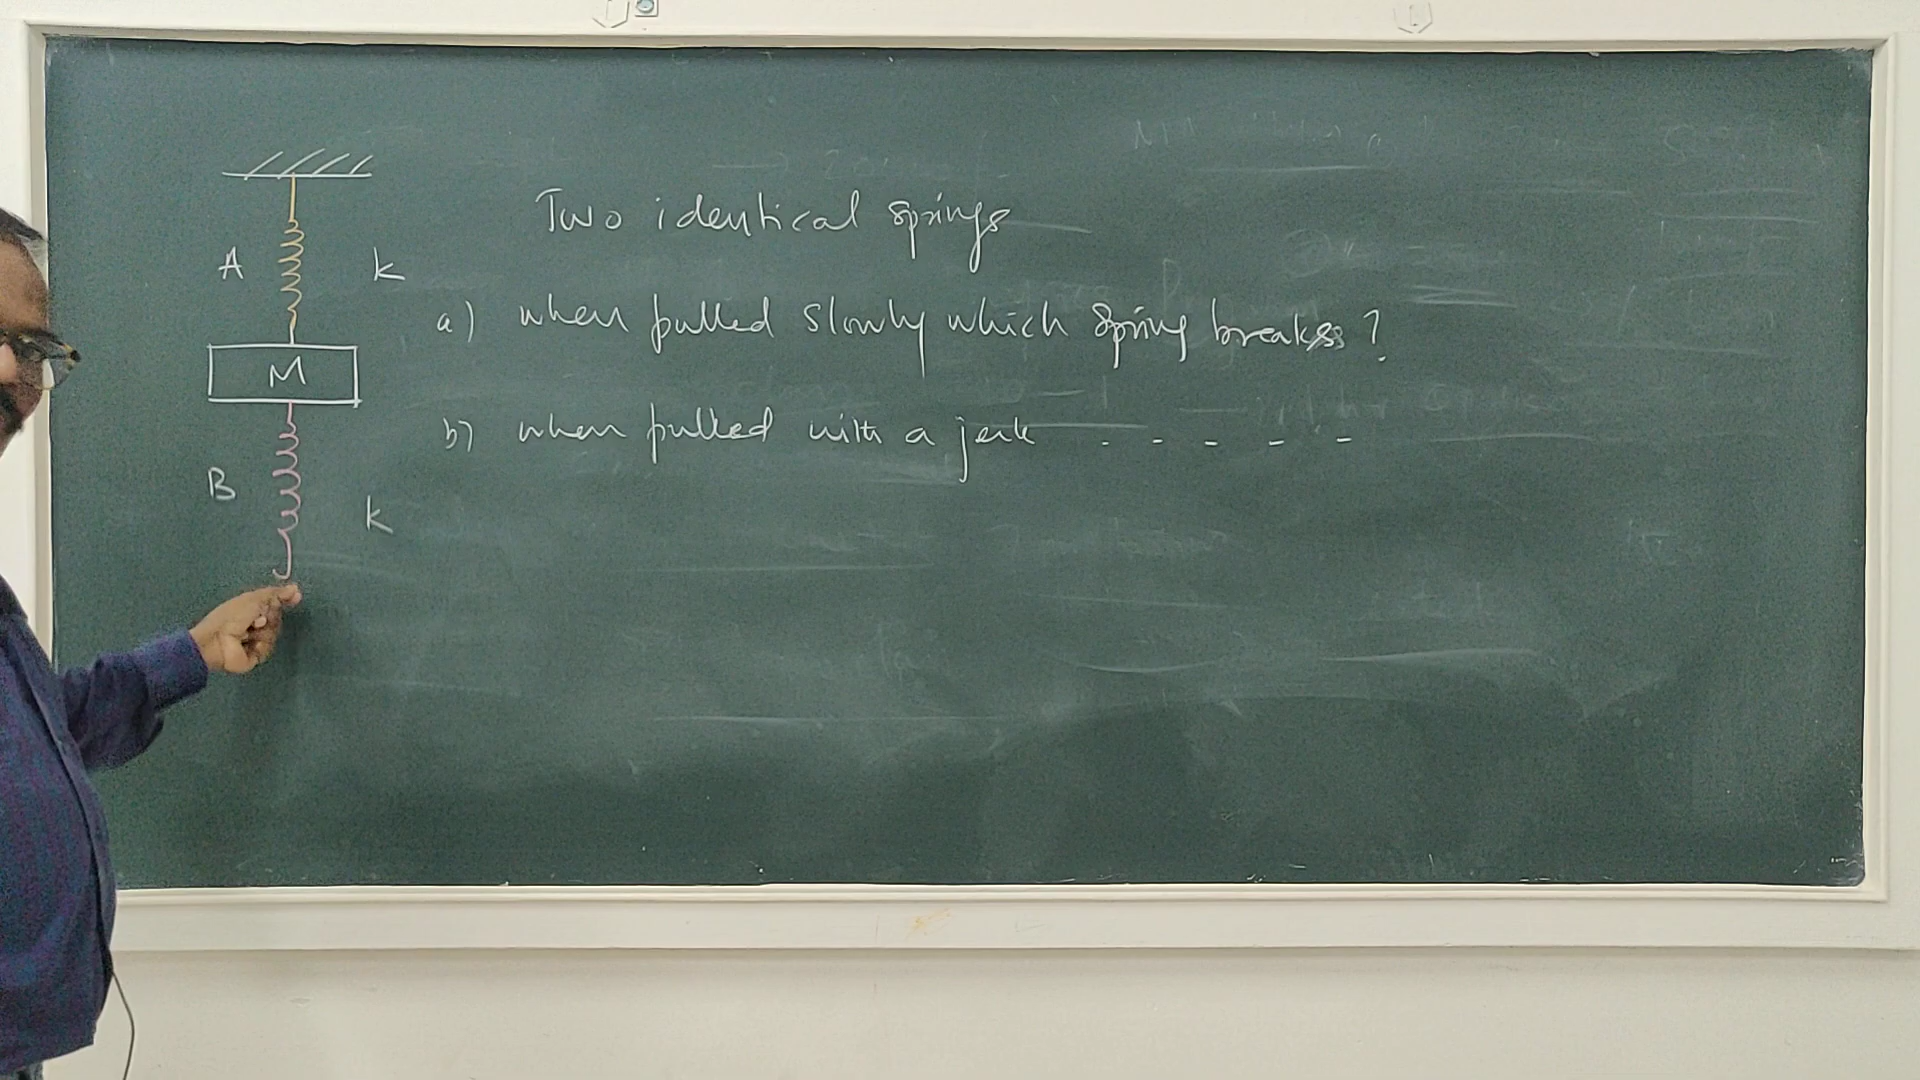 Two identical springs
A k
a) when pulled slowly which spring breaks?
M
b) when pulled with a jerk - - - - -
B k